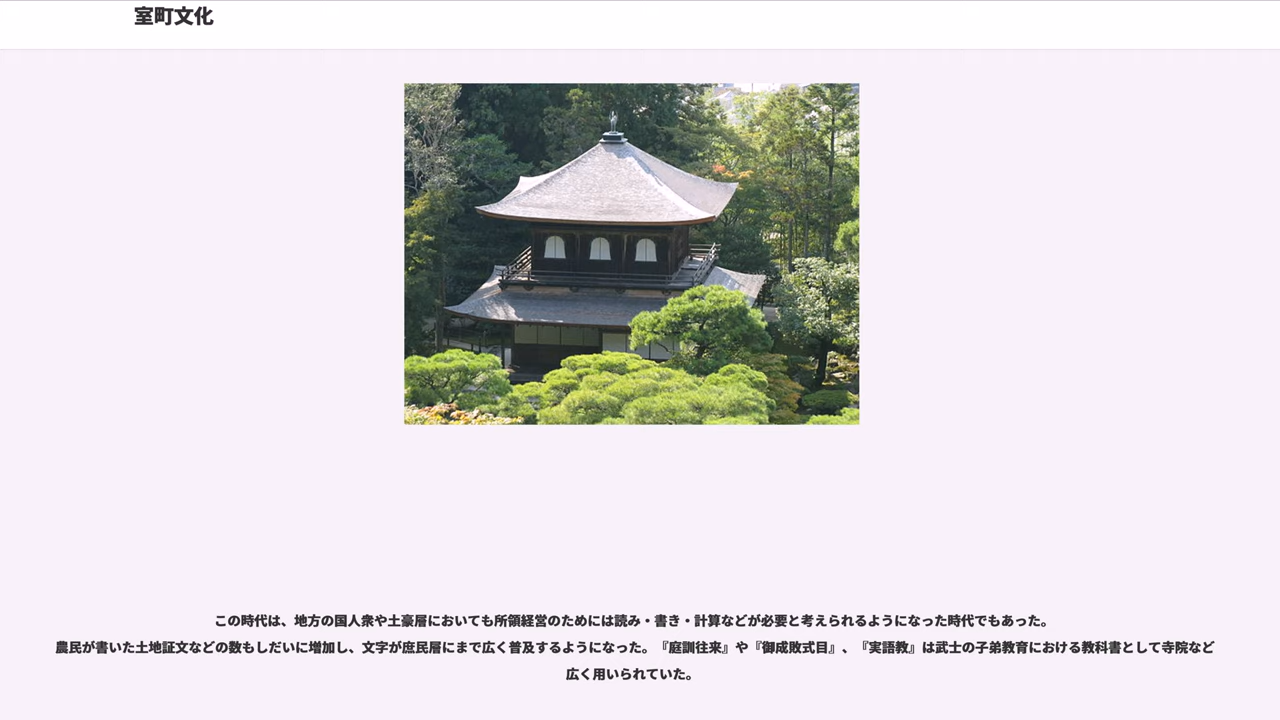 室町文化
この時代は、地方の国人衆や土豪層においても所領経営のためには読み・書き・計算などが必要と考えられるようになった時代でもあった。
農民が書いた土地証文などの数もしだいに増加し、文字が庶民層にまで広く普及するようになった。『庭訓往来』や『御成敗式目』、『実語教』は武士の子弟教育における教科書として寺院など
広く用いられていた。